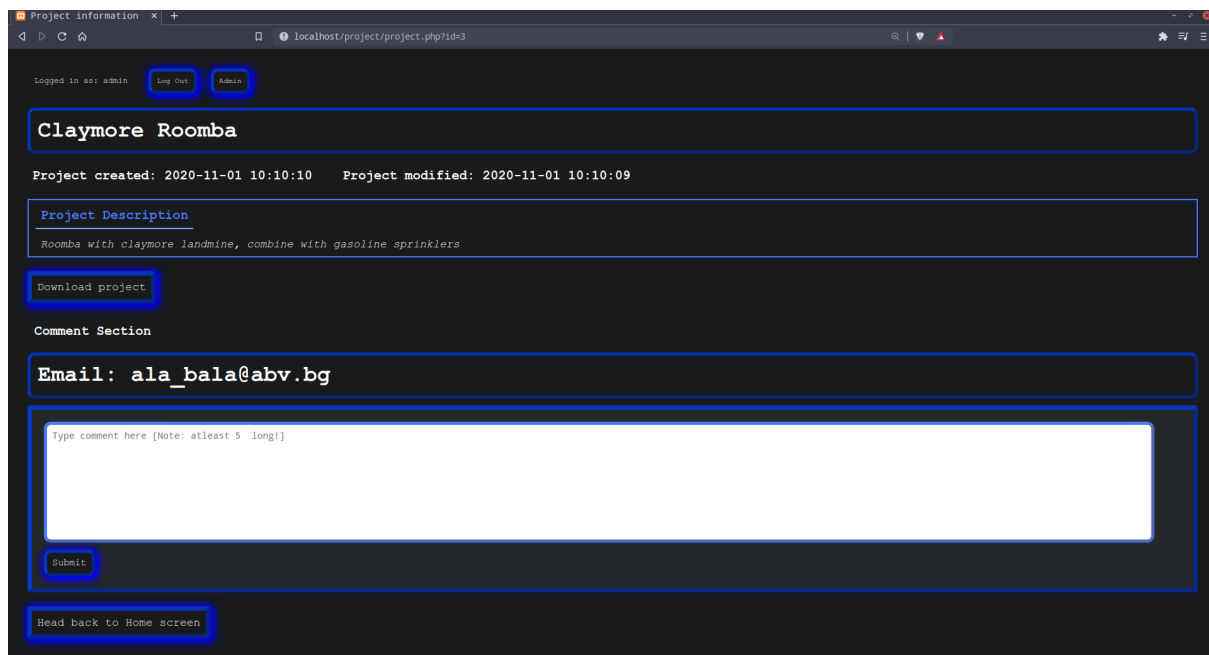 Project information × +
localhost/project/project.php?id=3
Logged in as: admin Log Out Admin
Claymore Roomba
Project created: 2020-11-01 10:10:10 Project modified: 2020-11-01 10:10:09
Project Description
Roomba with claymore landmine, combine with gasoline sprinklers
Download project
Comment Section
Email: ala_bala@abv.bg
Type comment here [Note: atleast 5  long!]
Submit
Head back to Home screen